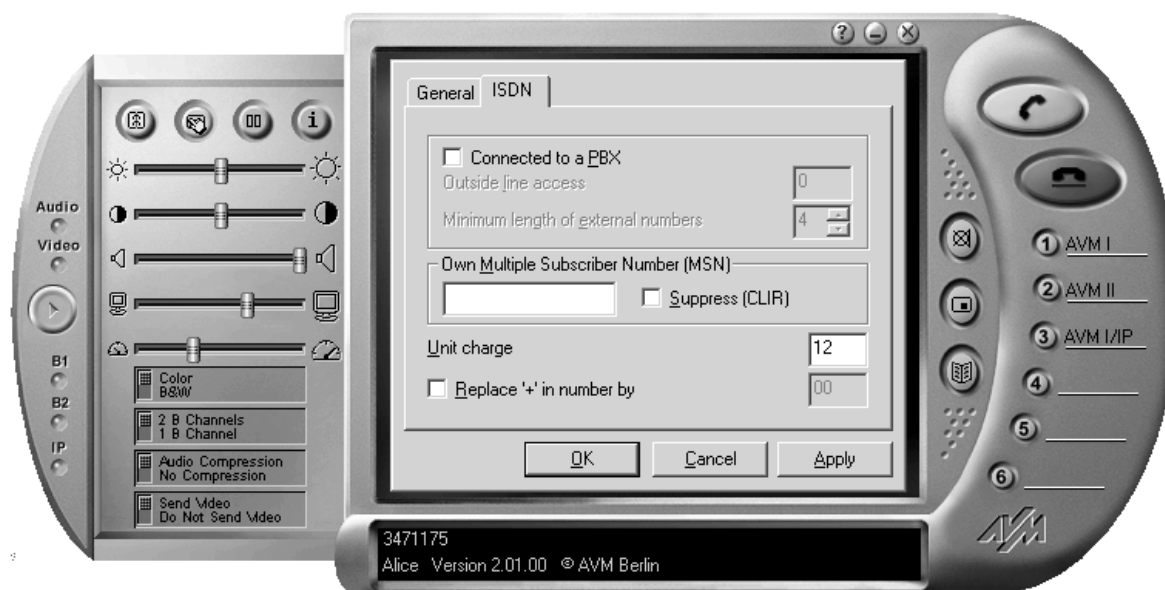 ?
General ISDN
Connected to a PBX
Outside line access 0
Minimum length of external numbers 4
Own Multiple Subscriber Number (MSN)
Suppress (CLIR)
Unit charge 12
Replace '+' in number by 00
OK Cancel Apply
Audio
Video
B1
B2
IP
i
Color
B&W
2 B Channels
1 B Channel
Audio Compression
No Compression
Send Video
Do Not Send Video
1 AVM I
2 AVM II
3 AVM I/IP
4
5
6
AVM
3471175
Alice Version 2.01.00 © AVM Berlin